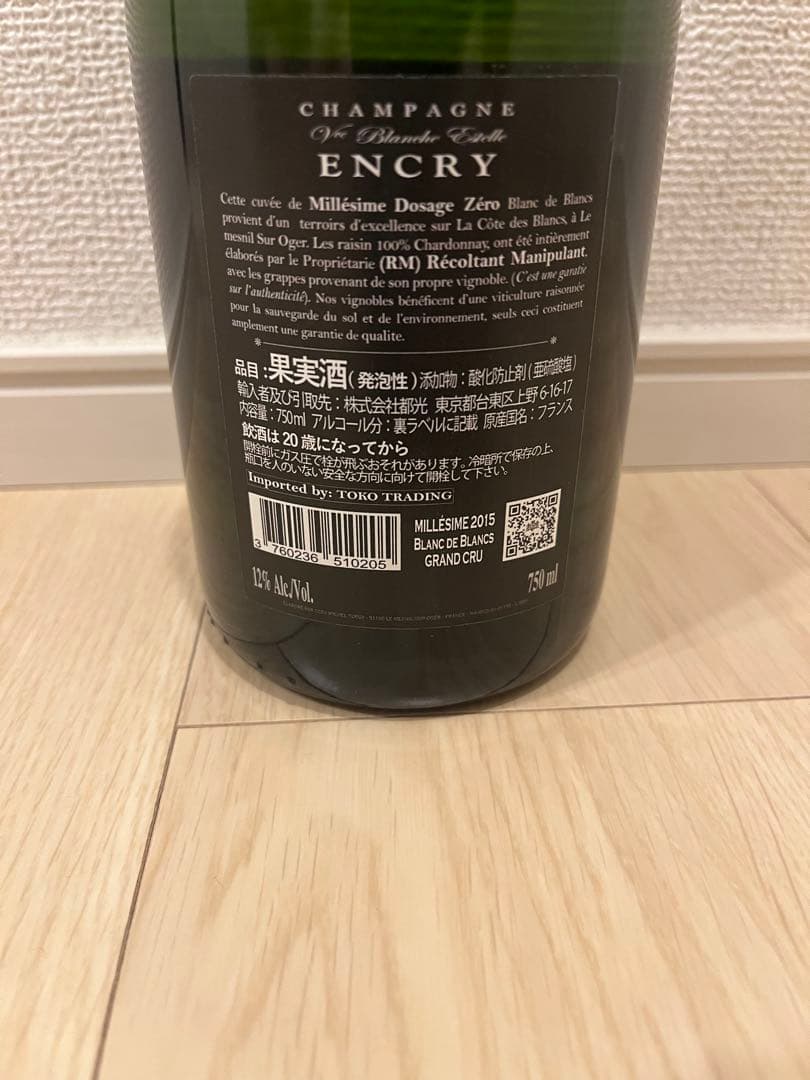 CHAMPAGNE
Vve Blanche Estelle
ENCRY
Cette cuvée de Millésime Dosage Zéro Blanc de Blancs
provient d'un terroirs d'excellence sur La Côte des Blancs, à Le
mesnil Sur Oger. Les raisin 100% Chardonnay, ont été intièrement
élaborés par le Propriétarie (RM) Récoltant Manipulant,
avec les grappes provenant de son propre vignoble. (C'est une garatie
sur l'authenticité). Nos vignobles bénéficent d'une viticulture raisonnée
pour la sauvegarde du sol et de l'environnement, seuls ceci constituent
amplement une garantie de qualite.
品目:果実酒(発泡性)添加物:酸化防止剤(亜硫酸塩)
輸入者及び引取先:株式会社都光 東京都台東区上野6-16-17
内容量:750ml アルコール分:裏ラベルに記載 原産国名:フランス
飲酒は20歳になってから
開栓前にガス圧で栓が飛ぶおそれがあります。冷暗所で保存の上、
瓶口を人のいない安全な方向に向けて開栓して下さい。
Imported by: TOKO TRADING
3 760236 510205
MILLÉSIME 2015
BLANC DE BLANCS
GRAND CRU
12% Alc./Vol.
750 ml